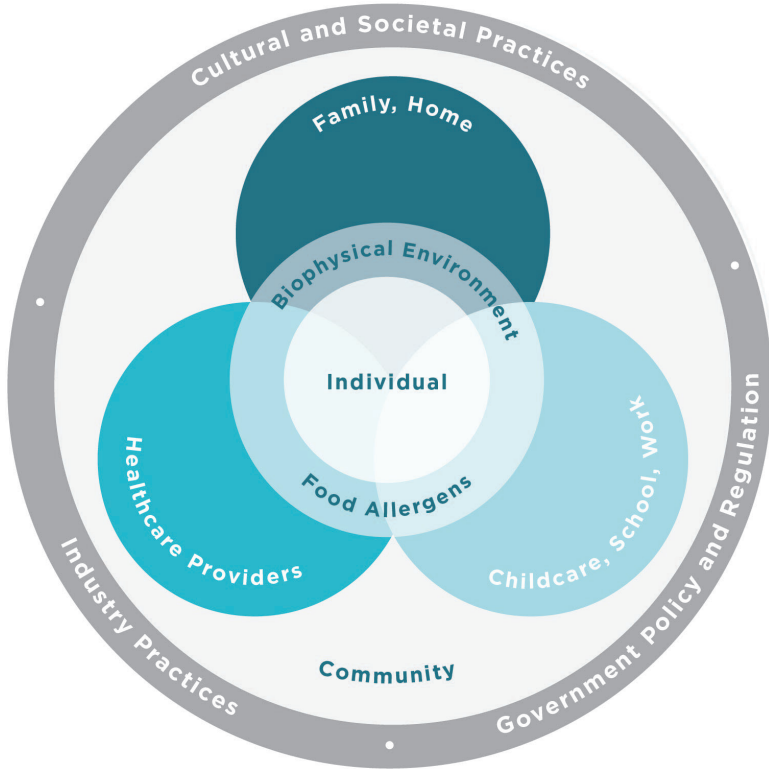 Cultural and Societal Practices
Family, Home
Biophysical Environment
Individual
Food Allergens
Healthcare Providers
Childcare, School, Work
Community
Industry Practices
Government Policy and Regulation